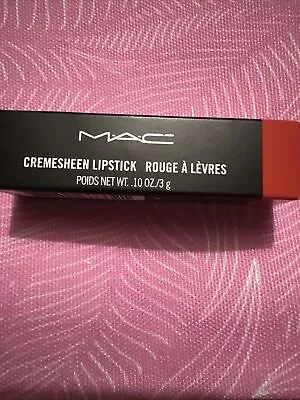 MAC
CREMESHEEN LIPSTICK ROUGE À LÈVRES
POIDS NET WT. .10 OZ./3 g